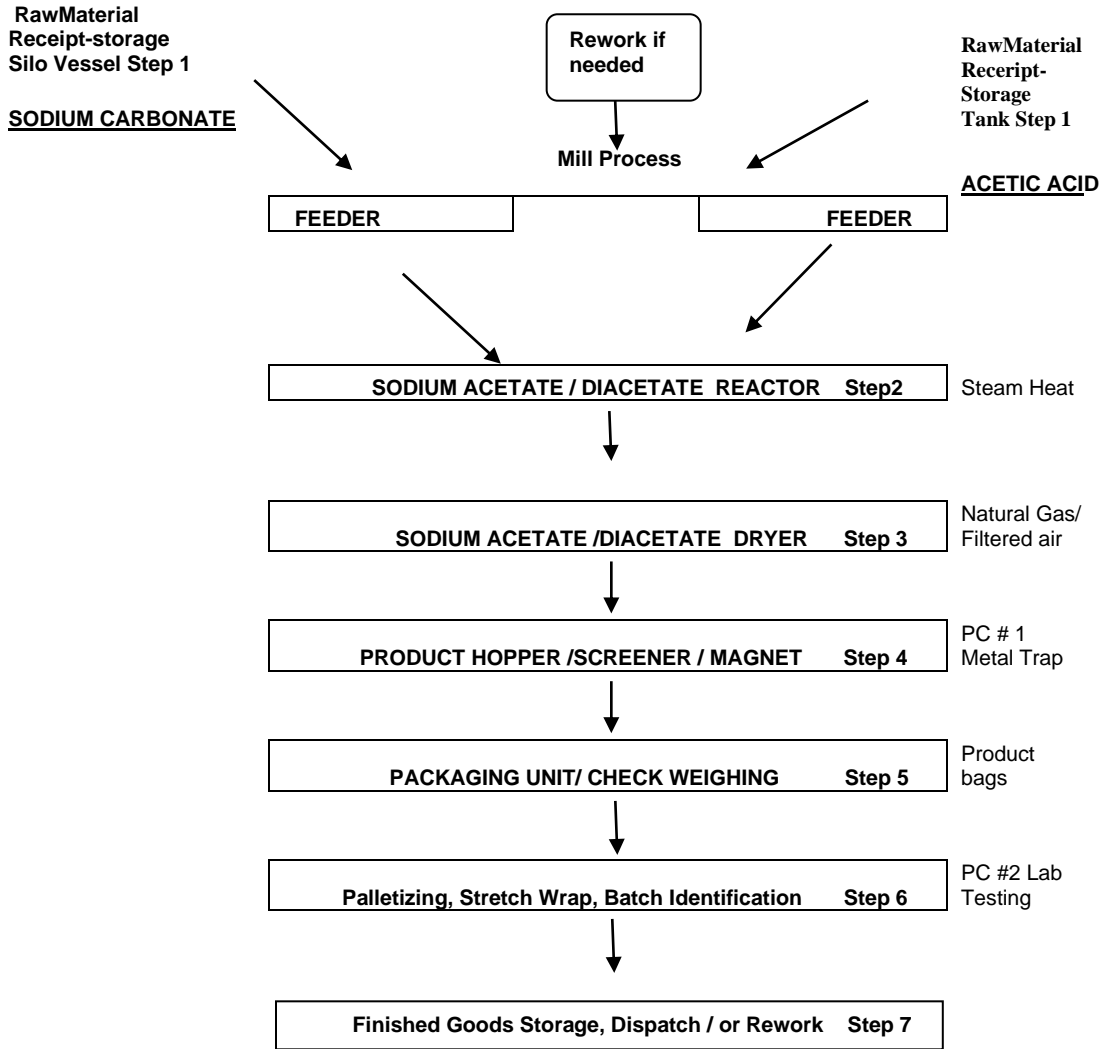 RawMaterial
Receipt-storage
Silo Vessel Step 1
SODIUM CARBONATE
Rework if
needed
Mill Process
RawMaterial
Receript-
Storage
Tank Step 1
ACETIC ACID
FEEDER
FEEDER
SODIUM ACETATE / DIACETATE REACTOR Step2
Steam Heat
SODIUM ACETATE /DIACETATE DRYER Step 3
Natural Gas/
Filtered air
PRODUCT HOPPER /SCREENER / MAGNET Step 4
PC # 1
Metal Trap
PACKAGING UNIT/ CHECK WEIGHING Step 5
Product
bags
Palletizing, Stretch Wrap, Batch Identification Step 6
PC #2 Lab
Testing
Finished Goods Storage, Dispatch / or Rework Step 7